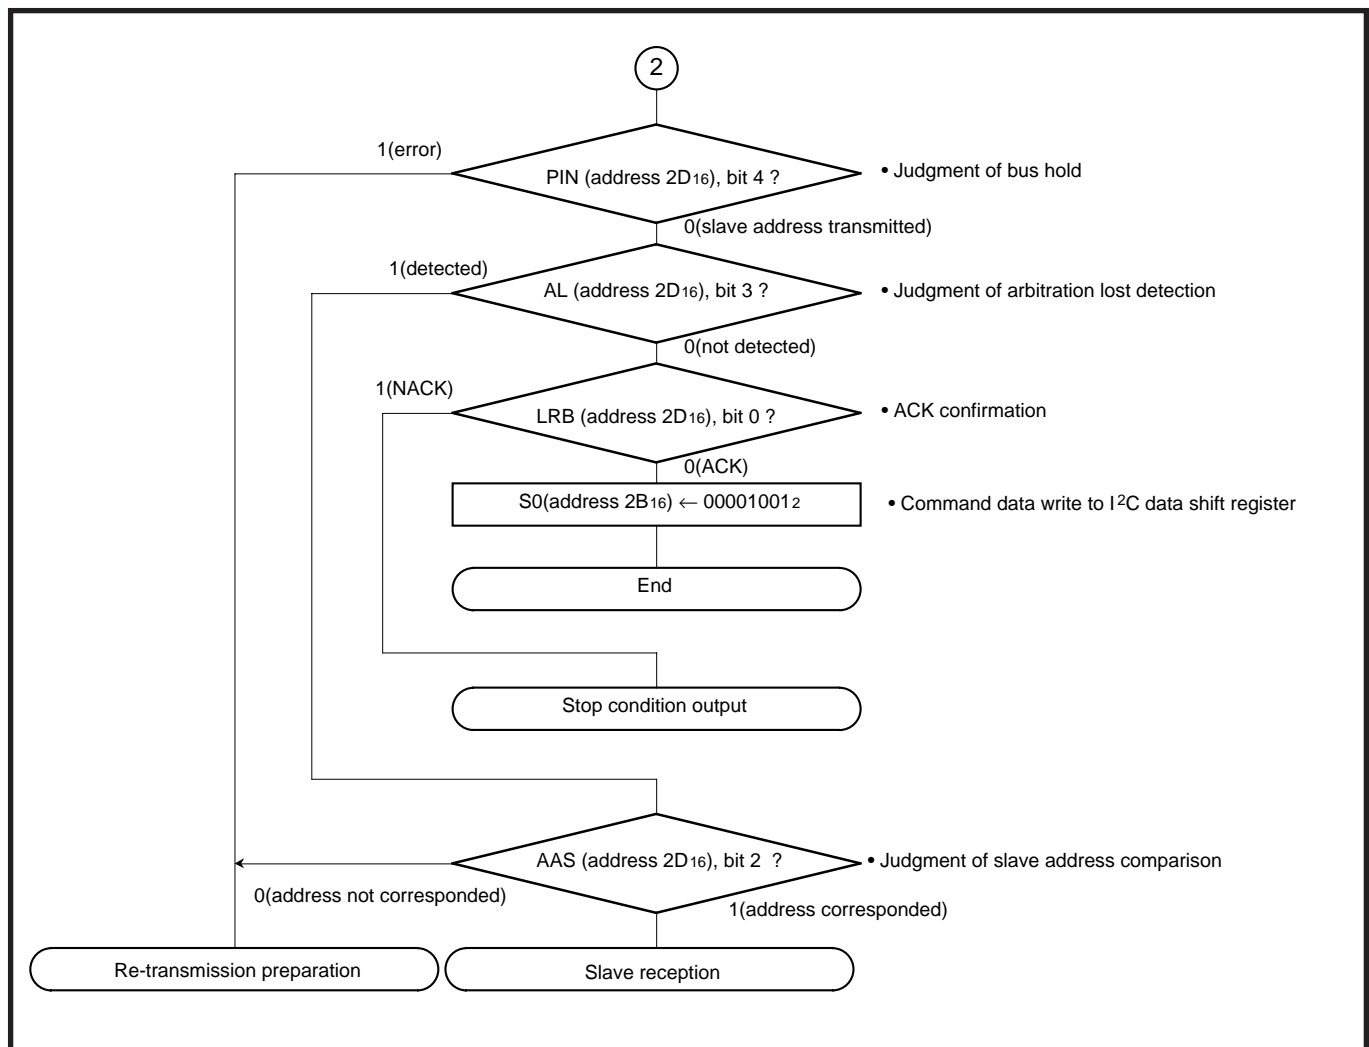 2
1(error)
PIN (address 2D16), bit 4 ?
• Judgment of bus hold
0(slave address transmitted)
1(detected)
AL (address 2D16), bit 3 ?
• Judgment of arbitration lost detection
0(not detected)
1(NACK)
LRB (address 2D16), bit 0 ?
• ACK confirmation
0(ACK)
S0(address 2B16) ← 000010012
• Command data write to I2C data shift register
End
Stop condition output
AAS (address 2D16), bit 2 ?
• Judgment of slave address comparison
0(address not corresponded)
1(address corresponded)
Re-transmission preparation
Slave reception